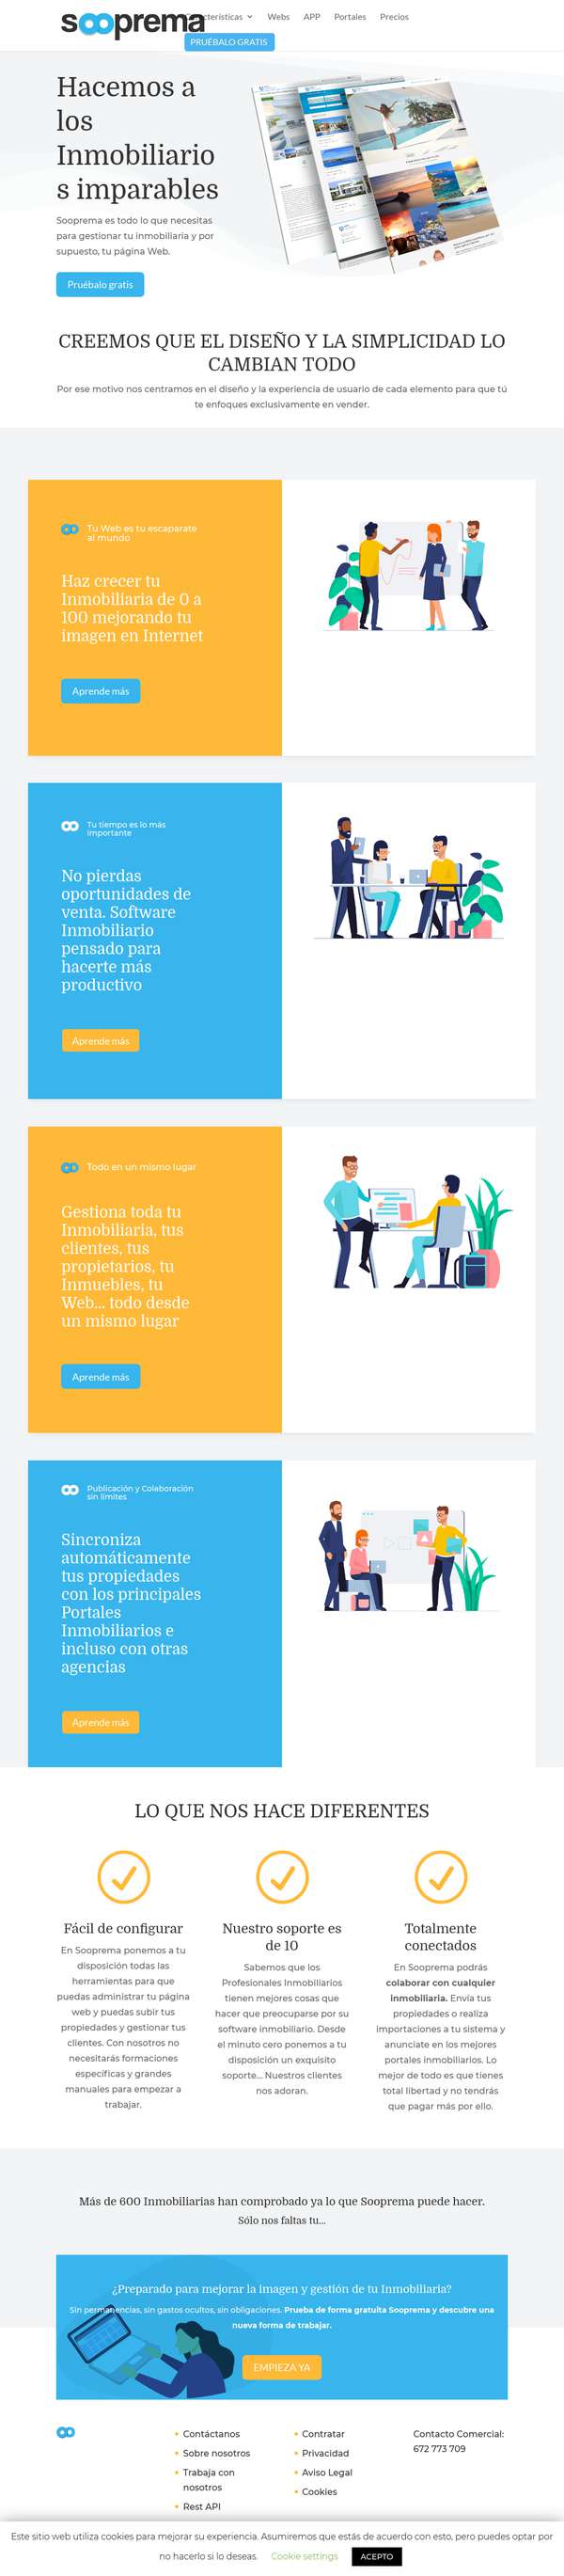 sooprema
Características
Webs
APP
Portales
Precios
PRUÉBALO GRATIS
Hacemos a
los
Inmobiliario
s imparables
Sooprema es todo lo que necesitas
para gestionar tu inmobiliaria y por
supuesto, tu página Web.
Pruébalo gratis
CREEMOS QUE EL DISEÑO Y LA SIMPLICIDAD LO
CAMBIAN TODO
Por ese motivo nos centramos en el diseño y la experiencia de usuario de cada elemento para que tú
te enfoques exclusivamente en vender.
Tu Web es tu escaparate
al mundo
Haz crecer tu
Inmobiliaria de 0 a
100 mejorando tu
imagen en Internet
Aprende más
Tu tiempo es lo más
importante
No pierdas
oportunidades de
venta. Software
Inmobiliario
pensado para
hacerte más
productivo
Aprende más
Todo en un mismo lugar
Gestiona toda tu
Inmobiliaria, tus
clientes, tus
propietarios, tu
Inmuebles, tu
Web... todo desde
un mismo lugar
Aprende más
Publicación y Colaboración
sin límites
Sincroniza
automáticamente
tus propiedades
con los principales
Portales
Inmobiliarios e
incluso con otras
agencias
Aprende más
LO QUE NOS HACE DIFERENTES
Fácil de configurar
En Sooprema ponemos a tu
disposición todas las
herramientas para que
puedas administrar tu página
web y puedas subir tus
propiedades y gestionar tus
clientes. Con nosotros no
necesitarás formaciones
específicas y grandes
manuales para empezar a
trabajar.
Nuestro soporte es
de 10
Sabemos que los
Profesionales Inmobiliarios
tienen mejores cosas que
hacer que preocuparse por su
software inmobiliario. Desde
el minuto cero ponemos a tu
disposición un exquisito
soporte... Nuestros clientes
nos adoran.
Totalmente
conectados
En Sooprema podrás
colaborar con cualquier
inmobiliaria. Envía tus
propiedades o realiza
importaciones a tu sistema y
anunciate en los mejores
portales inmobiliarios. Lo
mejor de todo es que tienes
total libertad y no tendrás
que pagar más por ello.
Más de 600 Inmobiliarias han comprobado ya lo que Sooprema puede hacer.
Sólo nos faltas tu...
¿Preparado para mejorar la imagen y gestión de tu Inmobiliaria?
Sin permanencias, sin gastos ocultos, sin obligaciones. Prueba de forma gratuita Sooprema y descubre una
nueva forma de trabajar.
EMPIEZA YA
Contáctanos
Sobre nosotros
Trabaja con
nosotros
Rest API
Contratar
Privacidad
Aviso Legal
Cookies
Contacto Comercial:
672 773 709
Este sitio web utiliza cookies para mejorar su experiencia. Asumiremos que estás de acuerdo con esto, pero puedes optar por
no hacerlo si lo deseas. Cookie settings ACEPTO